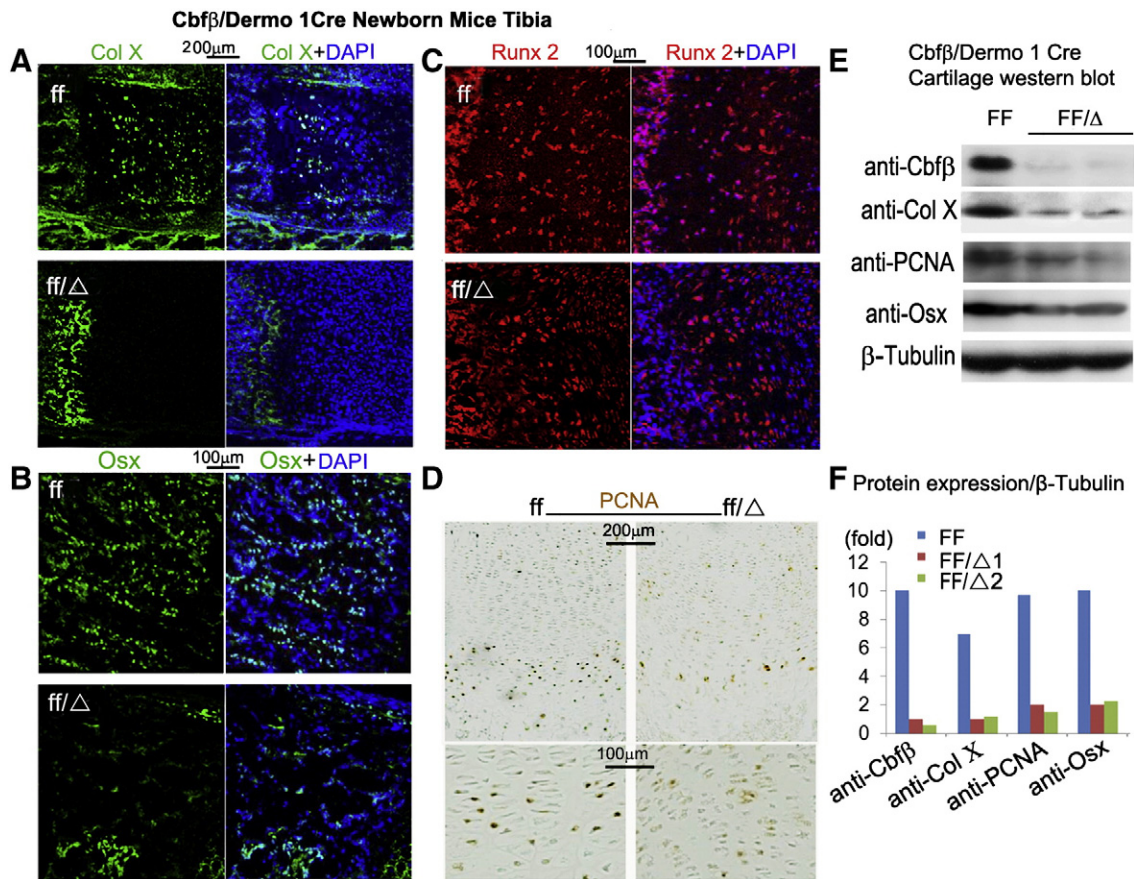 Cbfβ/Dermo 1Cre Newborn Mice Tibia
A
Col X 200μm Col X+DAPI
ff
ff/△
B
Osx 100μm Osx+DAPI
ff
ff/△
C
Runx 2 100μm Runx 2+DAPI
ff
ff/△
D
PCNA
ff ff/△
200μm
100μm
E
Cbfβ/Dermo 1 Cre
Cartilage western blot
FF FF/Δ
anti-Cbfβ
anti-Col X
anti-PCNA
anti-Osx
β-Tubulin
F Protein expression/β-Tubulin
(fold)
FF
FF/△1
FF/△2
12
10
8
6
4
2
0
anti-Cbfβ
anti-Col X
anti-PCNA
anti-Osx